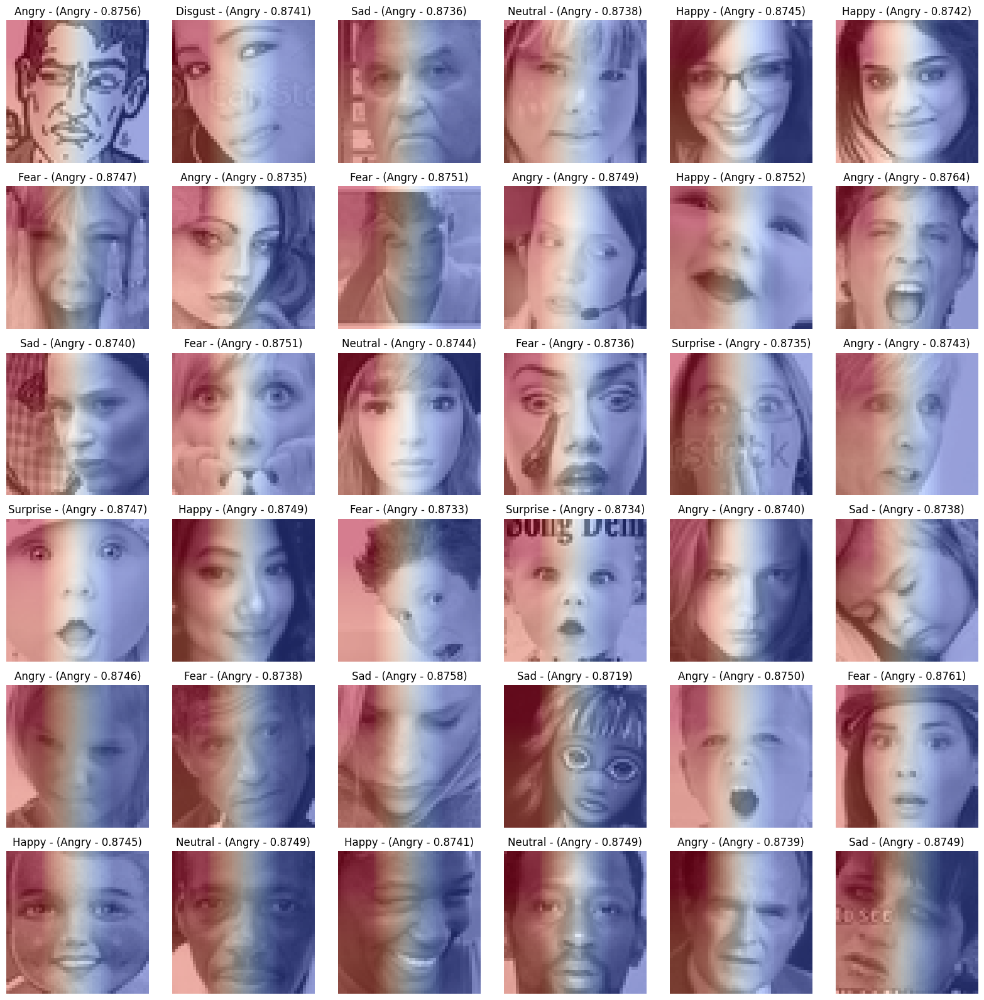 Angry - (Angry - 0.8756)
Disgust - (Angry - 0.8741)
Sad - (Angry - 0.8736)
Neutral - (Angry - 0.8738)
Happy - (Angry - 0.8745)
Happy - (Angry - 0.8742)
Fear - (Angry - 0.8747)
Angry - (Angry - 0.8735)
Fear - (Angry - 0.8751)
Angry - (Angry - 0.8749)
Happy - (Angry - 0.8752)
Angry - (Angry - 0.8764)
Sad - (Angry - 0.8740)
Fear - (Angry - 0.8751)
Neutral - (Angry - 0.8744)
Fear - (Angry - 0.8736)
Surprise - (Angry - 0.8735)
Angry - (Angry - 0.8743)
rstock
Surprise - (Angry - 0.8747)
Happy - (Angry - 0.8749)
Fear - (Angry - 0.8733)
Surprise - (Angry - 0.8734)
Angry - (Angry - 0.8740)
Sad - (Angry - 0.8738)
Angry - (Angry - 0.8746)
Fear - (Angry - 0.8738)
Sad - (Angry - 0.8758)
Sad - (Angry - 0.8719)
Angry - (Angry - 0.8750)
Fear - (Angry - 0.8761)
Happy - (Angry - 0.8745)
Neutral - (Angry - 0.8749)
Happy - (Angry - 0.8741)
Neutral - (Angry - 0.8749)
Angry - (Angry - 0.8739)
Sad - (Angry - 0.8749)